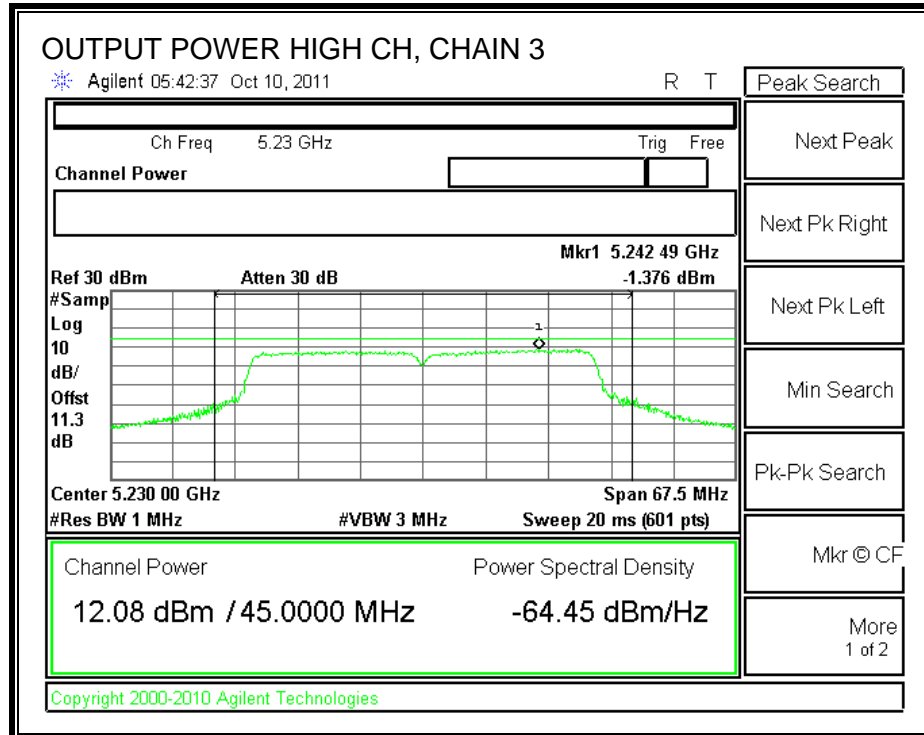 OUTPUT POWER HIGH CH, CHAIN 3
Agilent 05:42:37 Oct 10, 2011 R T
Peak Search
Ch Freq 5.23 GHz Trig Free
Channel Power
Mkr1 5.242 49 GHz
Ref 30 dBm Atten 30 dB -1.376 dBm
#Samp
Log
10
dB/
Offst
11.3
dB
1
Center 5.230 00 GHz Span 67.5 MHz
#Res BW 1 MHz #VBW 3 MHz Sweep 20 ms (601 pts)
Channel Power Power Spectral Density
12.08 dBm / 45.0000 MHz -64.45 dBm/Hz
Next Peak
Next Pk Right
Next Pk Left
Min Search
Pk-Pk Search
Mkr © CF
More
1 of 2
Copyright 2000-2010 Agilent Technologies